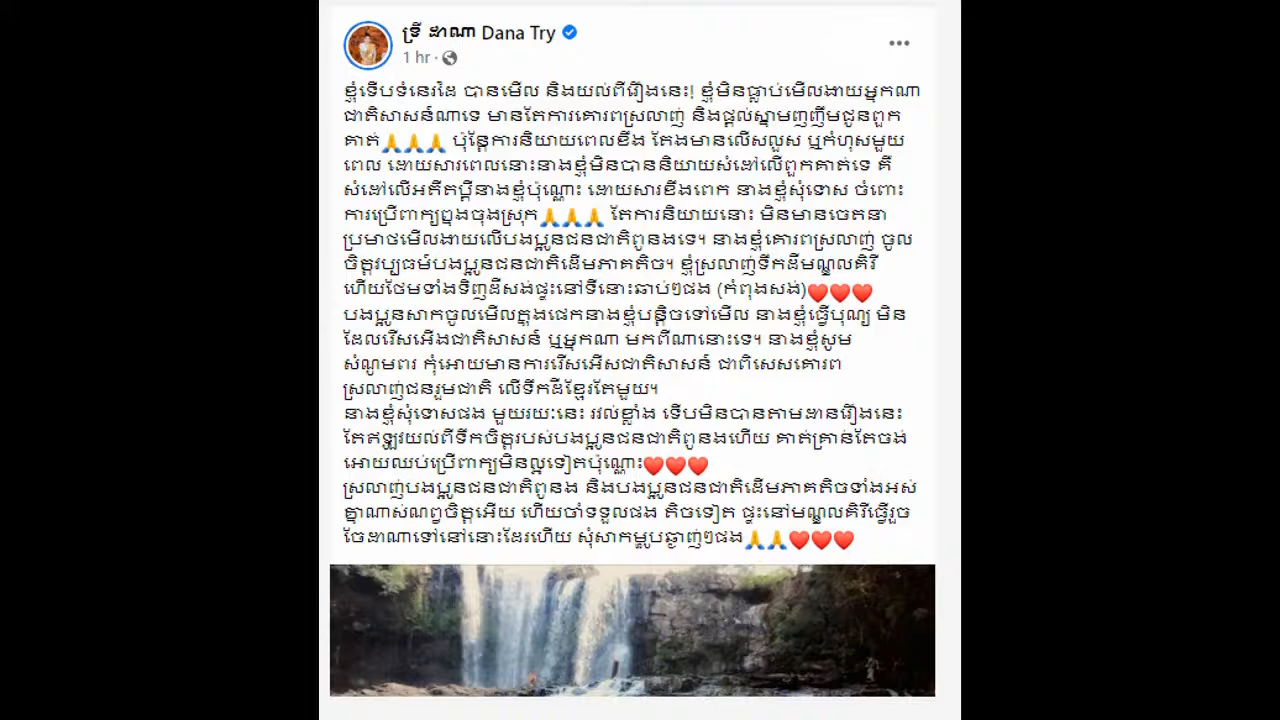 ទ្រី ដាណា Dana Try
1 hr ·
ខ្ញុំទើបទំនេរដៃ បានមើល និងយល់ពីរឿងនេះ! ខ្ញុំមិនធ្លាប់មើលងាយអ្នកណា
ជាតិសាសន៍ណាទេ មានតែការគោរពស្រលាញ់ និងផ្តល់ស្នាមញញឹមជូនពួក
គាត់🙏🙏🙏 ប៉ុន្តែការនិយាយពេលខឹង តែងមានលើសលួស ឬកំហុសមួយ
ពេល ដោយសារពេលនោះនាងខ្ញុំមិនបាននិយាយសំដៅលើពួកគាត់ទេ គឺ
សំដៅលើអតីតប្តីនាងខ្ញុំប៉ុណ្ណោះ ដោយសារខឹងពេក នាងខ្ញុំសុំទោស ចំពោះ
ការប្រើពាក្យព្នងចុងស្រុក🙏🙏🙏 តែការនិយាយនោះ មិនមានចេតនា
ប្រមាថមើលងាយលើបងប្អូនជនជាតិពូនងទេ។ នាងខ្ញុំគោរពស្រលាញ់ ចូល
ចិត្តវប្បធម៍បងប្អូនជនជាតិដើមភាគតិច។ ខ្ញុំស្រលាញ់ទឹកដីមណ្ឌលគិរី
ហើយថែមទាំងទិញដីសង់ផ្ទះនៅទីនោះឆាប់ៗផង (កំពុងសង់)❤️❤️❤️
បងប្អូនសាកចូលមើលក្នុងផេកនាងខ្ញុំបន្តិចទៅមើល នាងខ្ញុំធ្វើបុណ្យ មិន
ដែលរើសអើងជាតិសាសន៍ ឬអ្នកណា មកពីណានោះទេ។ នាងខ្ញុំសូម
សំណូមពរ កុំអោយមានការរើសអើសជាតិសាសន៍ ជាពិសេសគោរព
ស្រលាញ់ជនរួមជាតិ លើទឹកដីខ្មែរតែមួយ។
នាងខ្ញុំសុំទោសផង មួយរយៈនេះ រវល់ខ្លាំង ទើបមិនបានតាមដានរឿងនេះ
តែឥឡូវយល់ពីទឹកចិត្តរបស់បងប្អូនជនជាតិពូនងហើយ គាត់គ្រាន់តែចង់
អោយឈប់ប្រើពាក្យមិនល្អទៀតប៉ុណ្ណោះ❤️❤️❤️
ស្រលាញ់បងប្អូនជនជាតិពូនង និងបងប្អូនជនជាតិដើមភាគតិចទាំងអស់
គ្នាណាស់ណព្វចិត្តអើយ ហើយចាំទទួលផង តិចទៀត ផ្ទះនៅមណ្ឌលគិរីធ្វើរួច
ចែដាណាទៅនៅនោះដែរហើយ សុំសាកម្ហូបឆ្ងាញ់ៗផង🙏🙏❤️❤️❤️